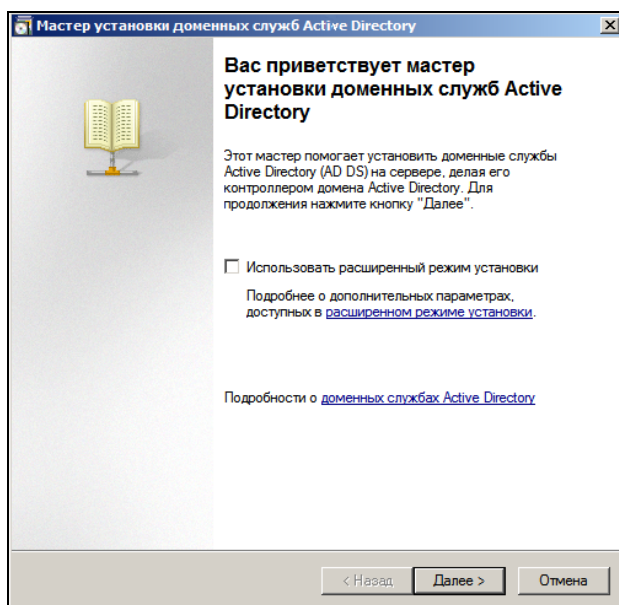 Мастер установки доменных служб Active Directory
Вас приветствует мастер
установки доменных служб Active
Directory
Этот мастер помогает установить доменные службы
Active Directory (AD DS) на сервере, делая его
контроллером домена Active Directory. Для
продолжения нажмите кнопку "Далее".
Использовать расширенный режим установки
Подробнее о дополнительных параметрах,
доступных в расширенном режиме установки.
Подробности о доменных службах Active Directory
< Назад Далее > Отмена